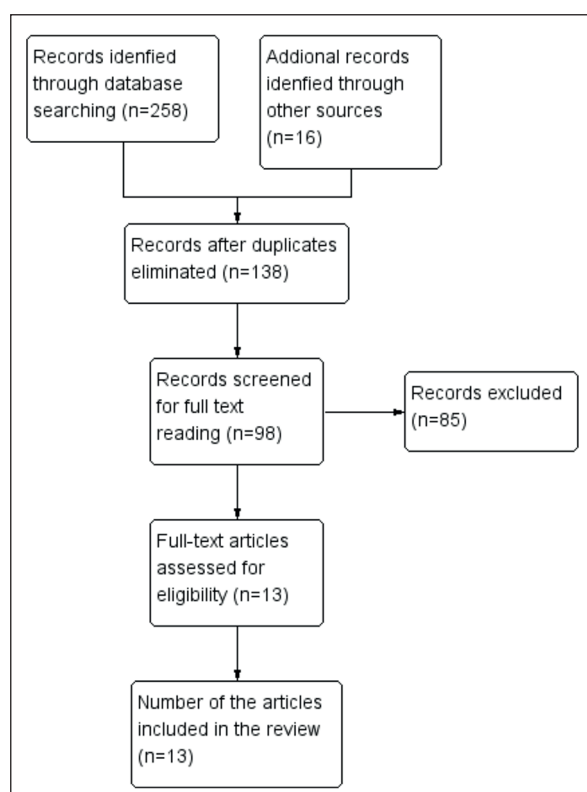 Records idenfied
through database
searching (n=258)
Addional records
idenfied through
other sources
(n=16)
Records after duplicates
eliminated (n=138)
Records screened
for full text
reading (n=98)
Records excluded
(n=85)
Full-text articles
assessed for
eligibility (n=13)
Number of the articles
included in the review
(n=13)